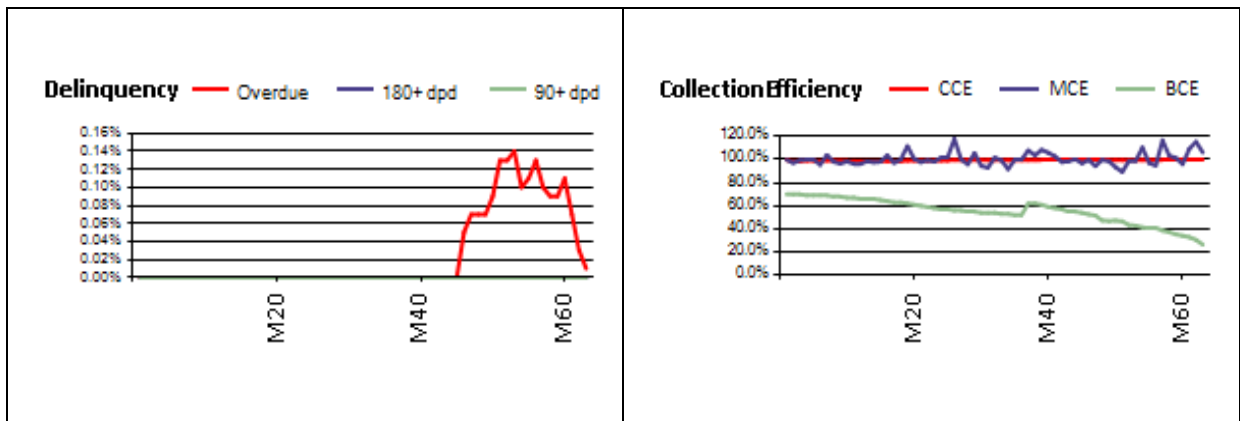 Delinquency Overdue 180+ dpd 90+ dpd
0.16%
0.14%
0.12%
0.10%
0.08%
0.06%
0.04%
0.02%
0.00%
M20
M40
M60
Collection Efficiency CCE MCE BCE
120.0%
100.0%
80.0%
60.0%
40.0%
20.0%
0.0%
M20
M40
M60